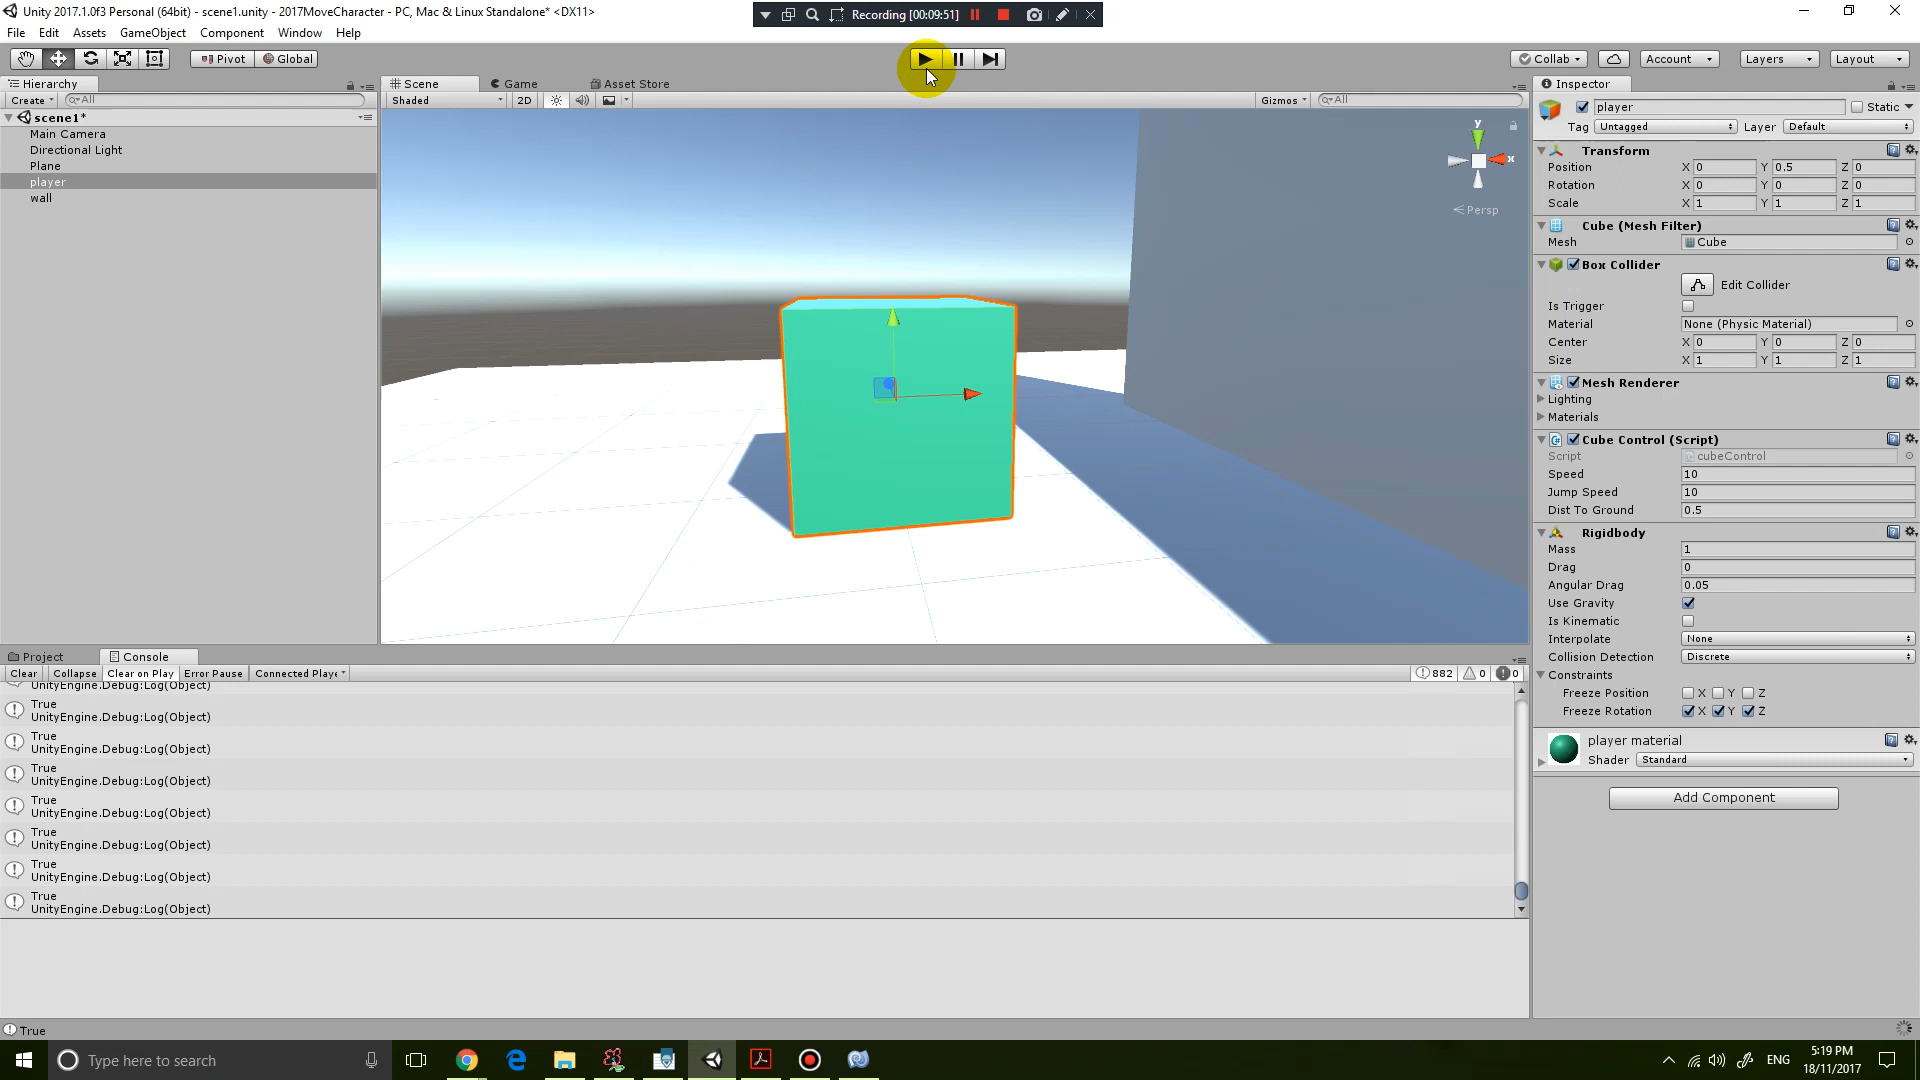 Unity 2017.1.0f3 Personal (64bit) - scene1.unity - 2017MoveCharacter - PC, Mac & Linux Standalone* <DX11>
Recording [00:09:51]
File Edit Assets GameObject Component Window Help
Pivot Global
Collab Account Layers Layout
Hierarchy
Create All
scene1*
Main Camera
Directional Light
Plane
player
wall
Scene Game Asset Store
Shaded 2D Gizmos All
y
x
Persp
Inspector
player Static
Tag Untagged Layer Default
Transform
Position X 0 Y 0.5 Z 0
Rotation X 0 Y 0 Z 0
Scale X 1 Y 1 Z 1
Cube (Mesh Filter)
Mesh Cube
Box Collider
Edit Collider
Is Trigger
Material None (Physic Material)
Center X 0 Y 0 Z 0
Size X 1 Y 1 Z 1
Mesh Renderer
Lighting
Materials
Cube Control (Script)
Script cubeControl
Speed 10
Jump Speed 10
Dist To Ground 0.5
Rigidbody
Mass 1
Drag 0
Angular Drag 0.05
Use Gravity
Is Kinematic
Interpolate None
Collision Detection Discrete
Constraints
Freeze Position X Y Z
Freeze Rotation X Y Z
player material
Shader Standard
Add Component
Project Console
Clear Collapse Clear on Play Error Pause Connected Playe 882 0 0
UnityEngine.Debug:Log(Object)
True
UnityEngine.Debug:Log(Object)
True
UnityEngine.Debug:Log(Object)
True
UnityEngine.Debug:Log(Object)
True
UnityEngine.Debug:Log(Object)
True
UnityEngine.Debug:Log(Object)
True
UnityEngine.Debug:Log(Object)
True
UnityEngine.Debug:Log(Object)
True
Type here to search
ENG
5:19 PM
18/11/2017